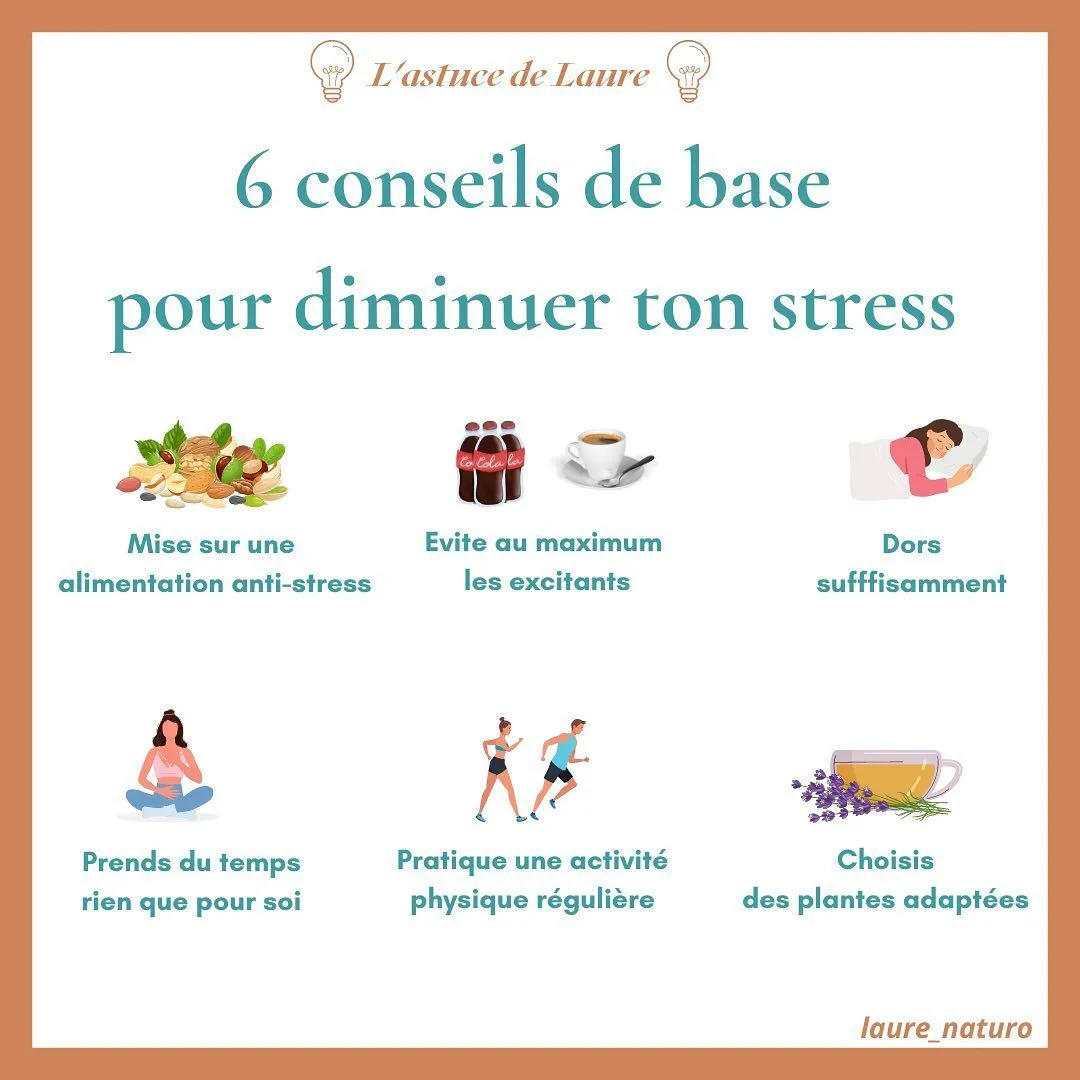 L'astuce de Laure
6 conseils de base
pour diminuer ton stress
Co Cola la
Mise sur une
alimentation anti-stress
Evite au maximum
les excitants
Dors
sufffisamment
Prends du temps
rien que pour soi
Pratique une activité
physique régulière
Choisis
des plantes adaptées
laure_naturo